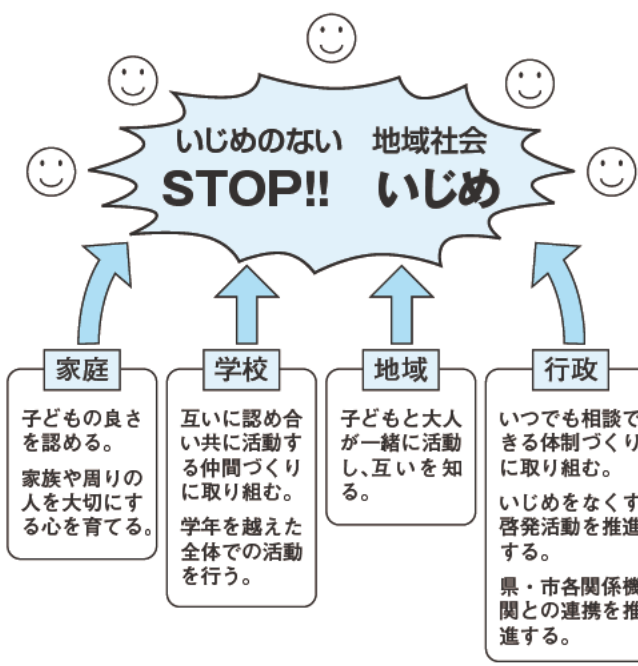 いじめのない 地域社会
STOP!! いじめ
家庭
子どもの良さ
を認める。
家族や周りの
人を大切にす
る心を育てる。
学校
互いに認め合
い共に活動す
る仲間づくり
に取り組む。
学年を越えた
全体での活動
を行う。
地域
子どもと大人
が一緒に活動
し、互いを知
る。
行政
いつでも相談で
きる体制づくり
に取り組む。
いじめをなくす
啓発活動を推進
する。
県・市各関係機
関との連携を推
進する。